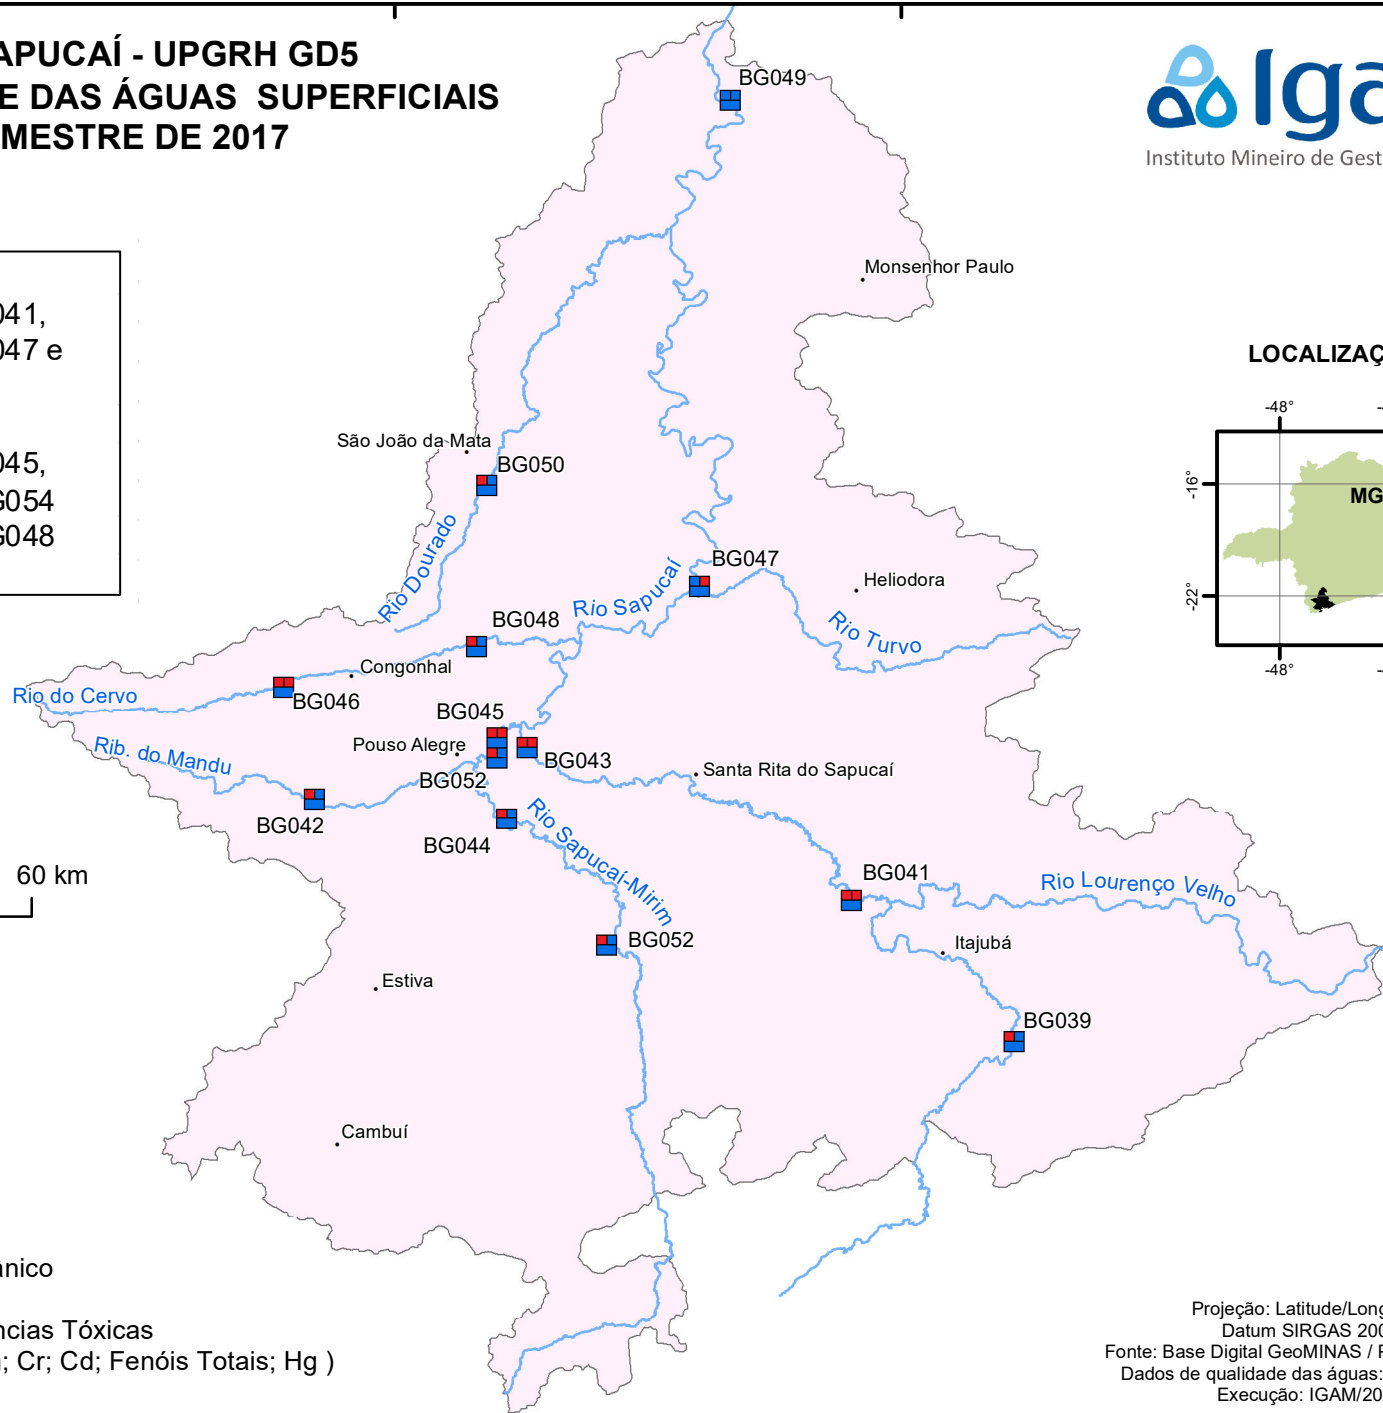 APUCAÍ - UPGRH GD5
E DAS ÁGUAS SUPERFICIAIS
MESTRE DE 2017
Iga
Instituto Mineiro de Gest
041,
047 e
045,
G054
G048
BG049
Monsenhor Paulo
LOCALIZAÇ
-48°
-16°
MG
-22°
-48°
São João da Mata
BG050
Rio Dourado
BG047
Heliodora
Rio Sapucaí
Rio Turvo
BG048
Congonhal
Rio do Cervo
BG046
BG045
Rib. do Mandu
Pouso Alegre
BG043
BG052
Santa Rita do Sapucaí
BG042
BG044
Rio Sapucaí-Mirim
60 km
BG041
Rio Lourenço Velho
BG052
Itajubá
Estiva
BG039
Cambuí
ânico
ncias Tóxicas
; Cr; Cd; Fenóis Totais; Hg )
Projeção: Latitude/Long
Datum SIRGAS 200
Fonte: Base Digital GeoMINAS / P
Dados de qualidade das águas:
Execução: IGAM/20